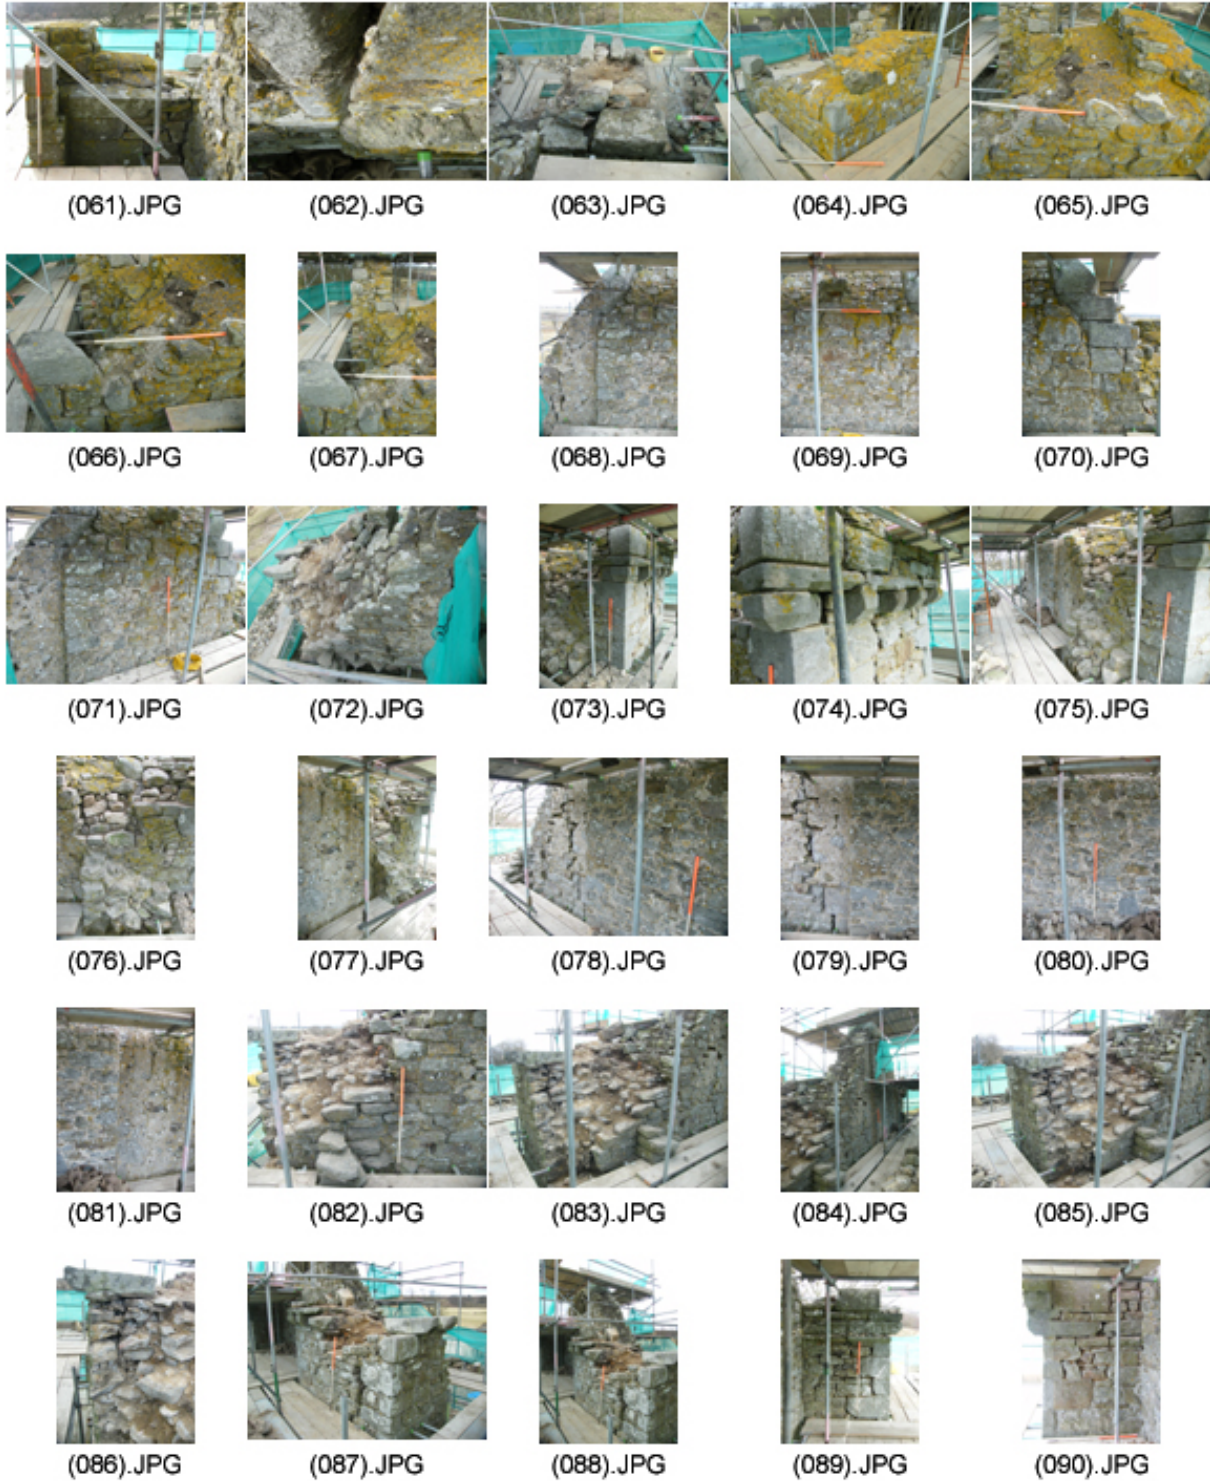 (061).JPG (062).JPG (063).JPG (064).JPG (065).JPG
(066).JPG (067).JPG (068).JPG (069).JPG (070).JPG
(071).JPG (072).JPG (073).JPG (074).JPG (075).JPG
(076).JPG (077).JPG (078).JPG (079).JPG (080).JPG
(081).JPG (082).JPG (083).JPG (084).JPG (085).JPG
(086).JPG (087).JPG (088).JPG (089).JPG (090).JPG